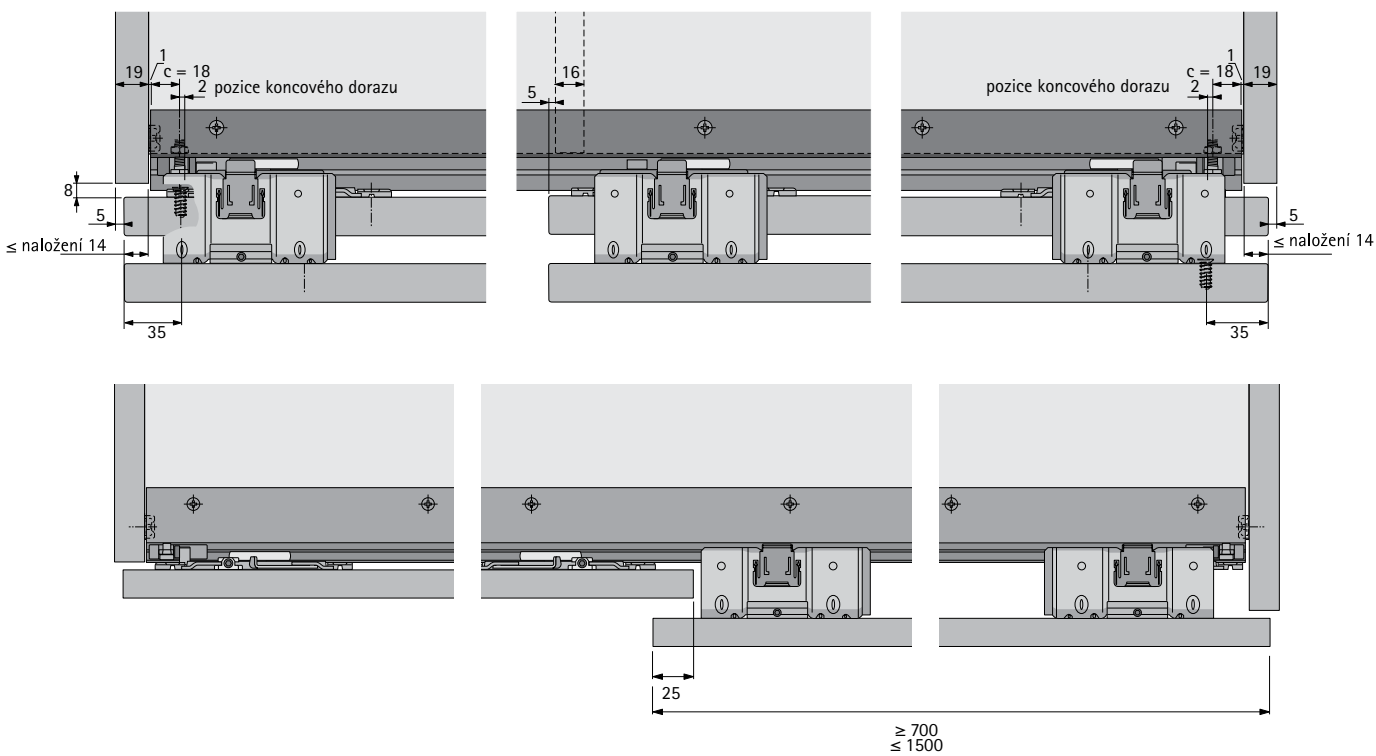 1
19
c = 18
2 pozice koncového dorazu
16
5
1
c = 18
19
pozice koncového dorazu
2
8
5
≤ naložení 14
5
≤ naložení 14
35
35
25
≥ 700
≤ 1500